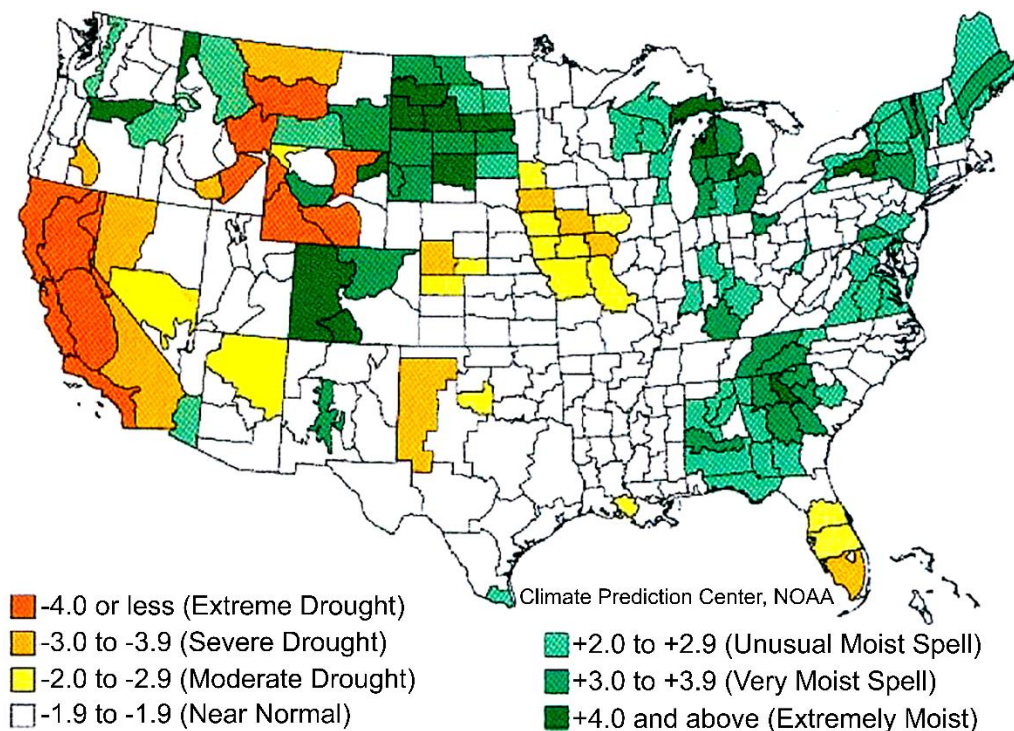 -4.0 or less (Extreme Drought)
-3.0 to -3.9 (Severe Drought)
-2.0 to -2.9 (Moderate Drought)
-1.9 to -1.9 (Near Normal)
Climate Prediction Center, NOAA
+2.0 to +2.9 (Unusual Moist Spell)
+3.0 to +3.9 (Very Moist Spell)
+4.0 and above (Extremely Moist)